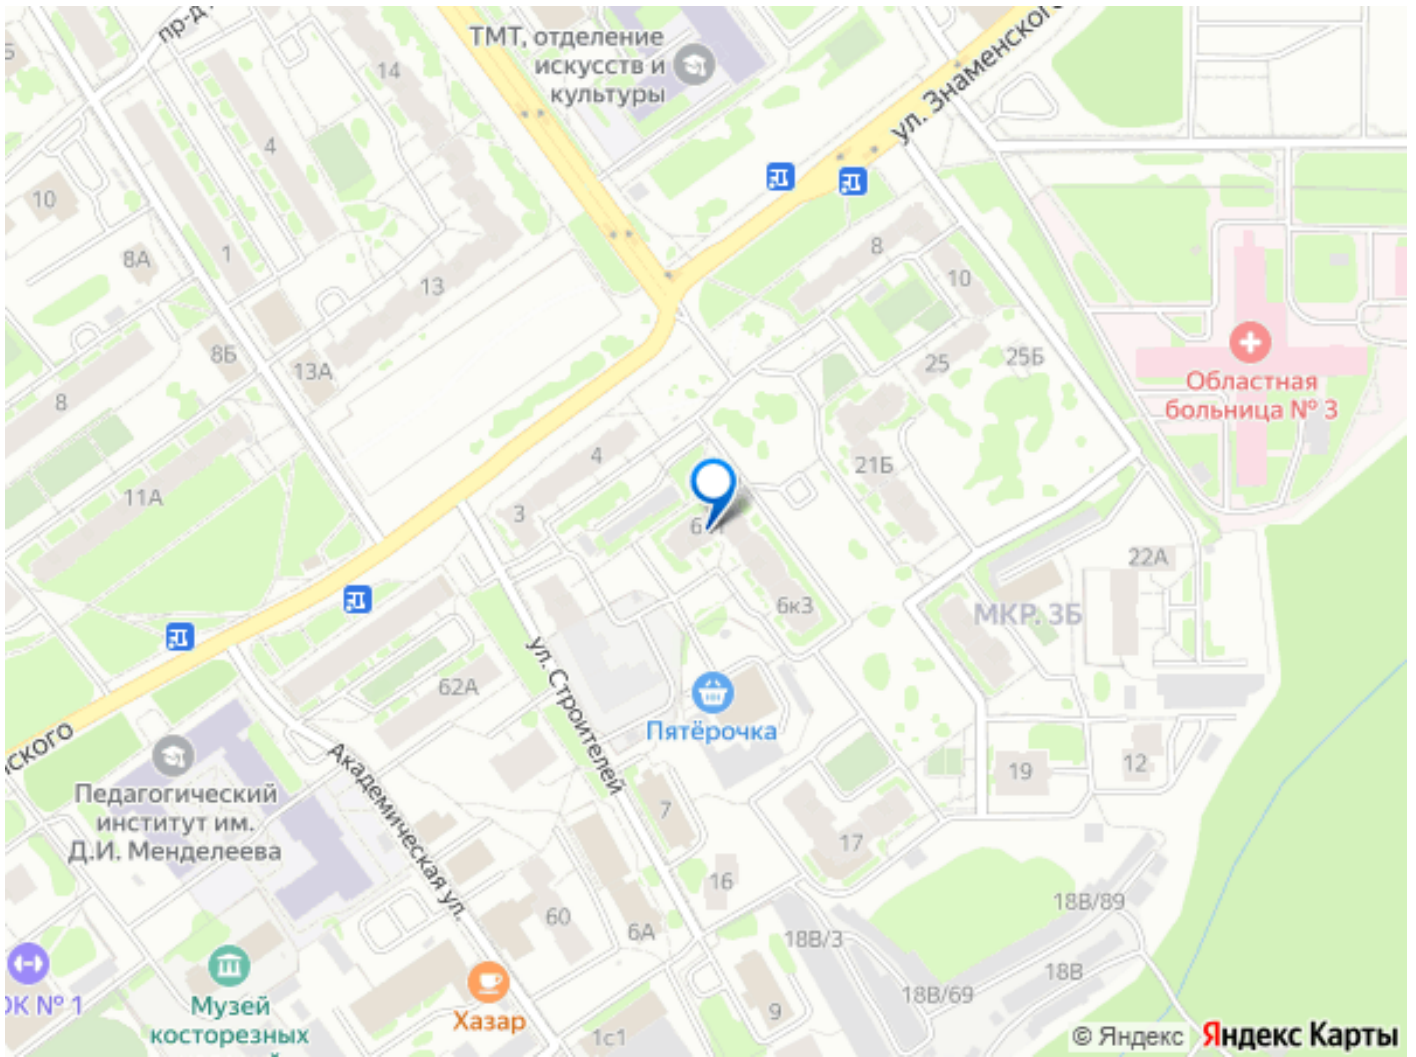 ТМТ, отделение
искусств и
культуры
ул. Знаменского
пр-д
14
4
10
8А
1
13
8
10
8Б
13А
25
25Б
Областная
больница № 3
8
11А
4
3
21Б
22А
6к3
МКР. 3Б
62А
ул. Строителей
Пятёрочка
ского
Академическая ул.
Педагогический
институт им.
Д.И. Менделеева
7
19
12
17
16
18В/89
60
6А
18В/3
18В
18В/69
ОК № 1
Музей
косторезных
Хазар
1с1
9
© Яндекс
Яндекс Карты